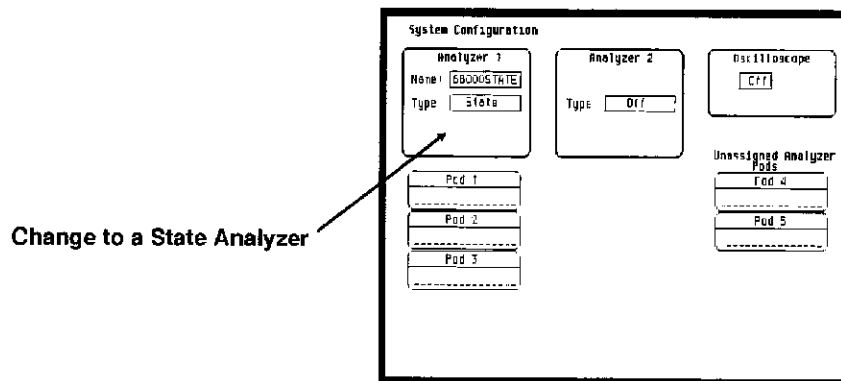 System Configuration
Analyzer 1
Name: 68000STATE
Type State
Analyzer 2
Type Off
Oscilloscope
Off
Unassigned Analyzer
Pods
Pod 1
Pod 2
Pod 3
Pod 4
Pod 5
Change to a State Analyzer